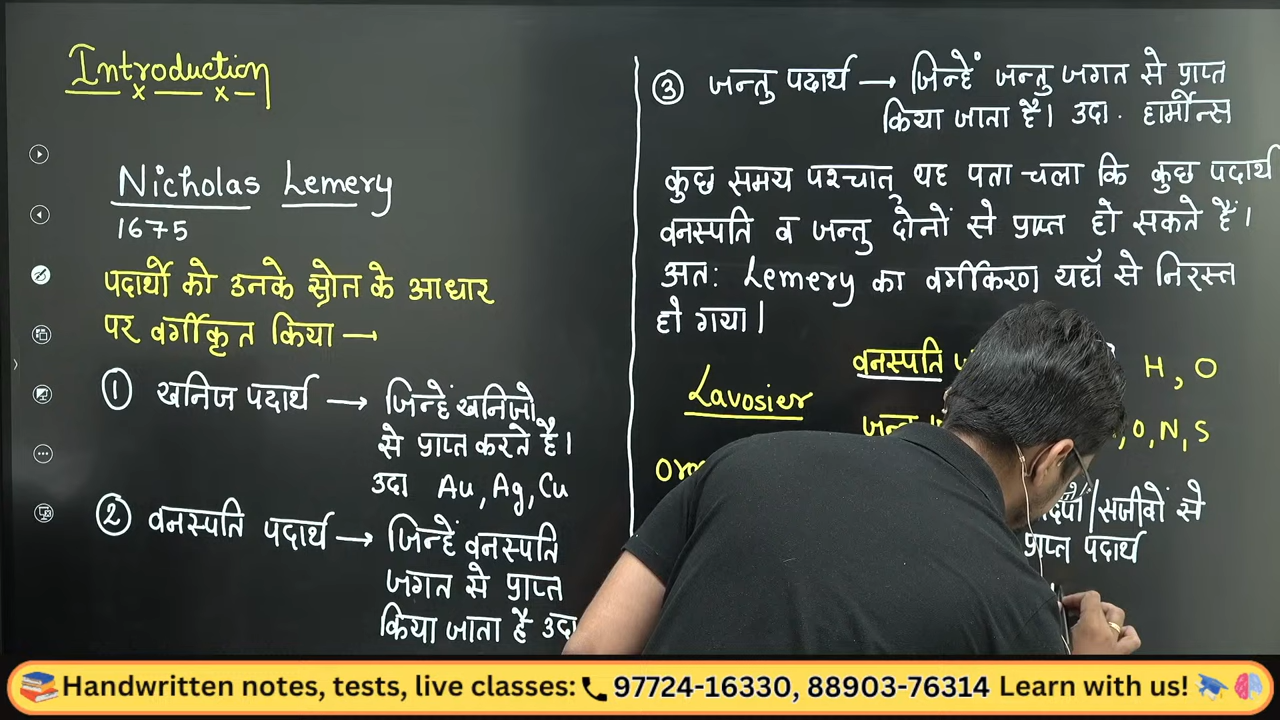 Introduction
Nicholas Lemery
1675
पदार्थो को उनके स्रोत के आधार
पर वर्गीकृत किया →
① खनिज पदार्थ → जिन्हें खनिजो
से प्राप्त करते है।
उदा Au, Ag, Cu
② वनस्पति पदार्थ → जिन्हें वनस्पति
जगत से प्राप्त
किया जाता है उदा
③ जन्तु पदार्थ → जिन्हें जन्तु जगत से प्राप्त
किया जाता है। उदा. हार्मोन्स
कुछ समय पश्चात् यह पता चला कि कुछ पदार्थ
वनस्पति व जन्तु दोनों से प्राप्त हो सकते हैं।
अतः Lemery का वर्गीकरण यहाँ से निरस्त
हो गया।
वनस्पति H, O
Lavosier
O, N, S
सजीवों से
प्राप्त पदार्थ
Handwritten notes, tests, live classes: 97724-16330, 88903-76314 Learn with us!